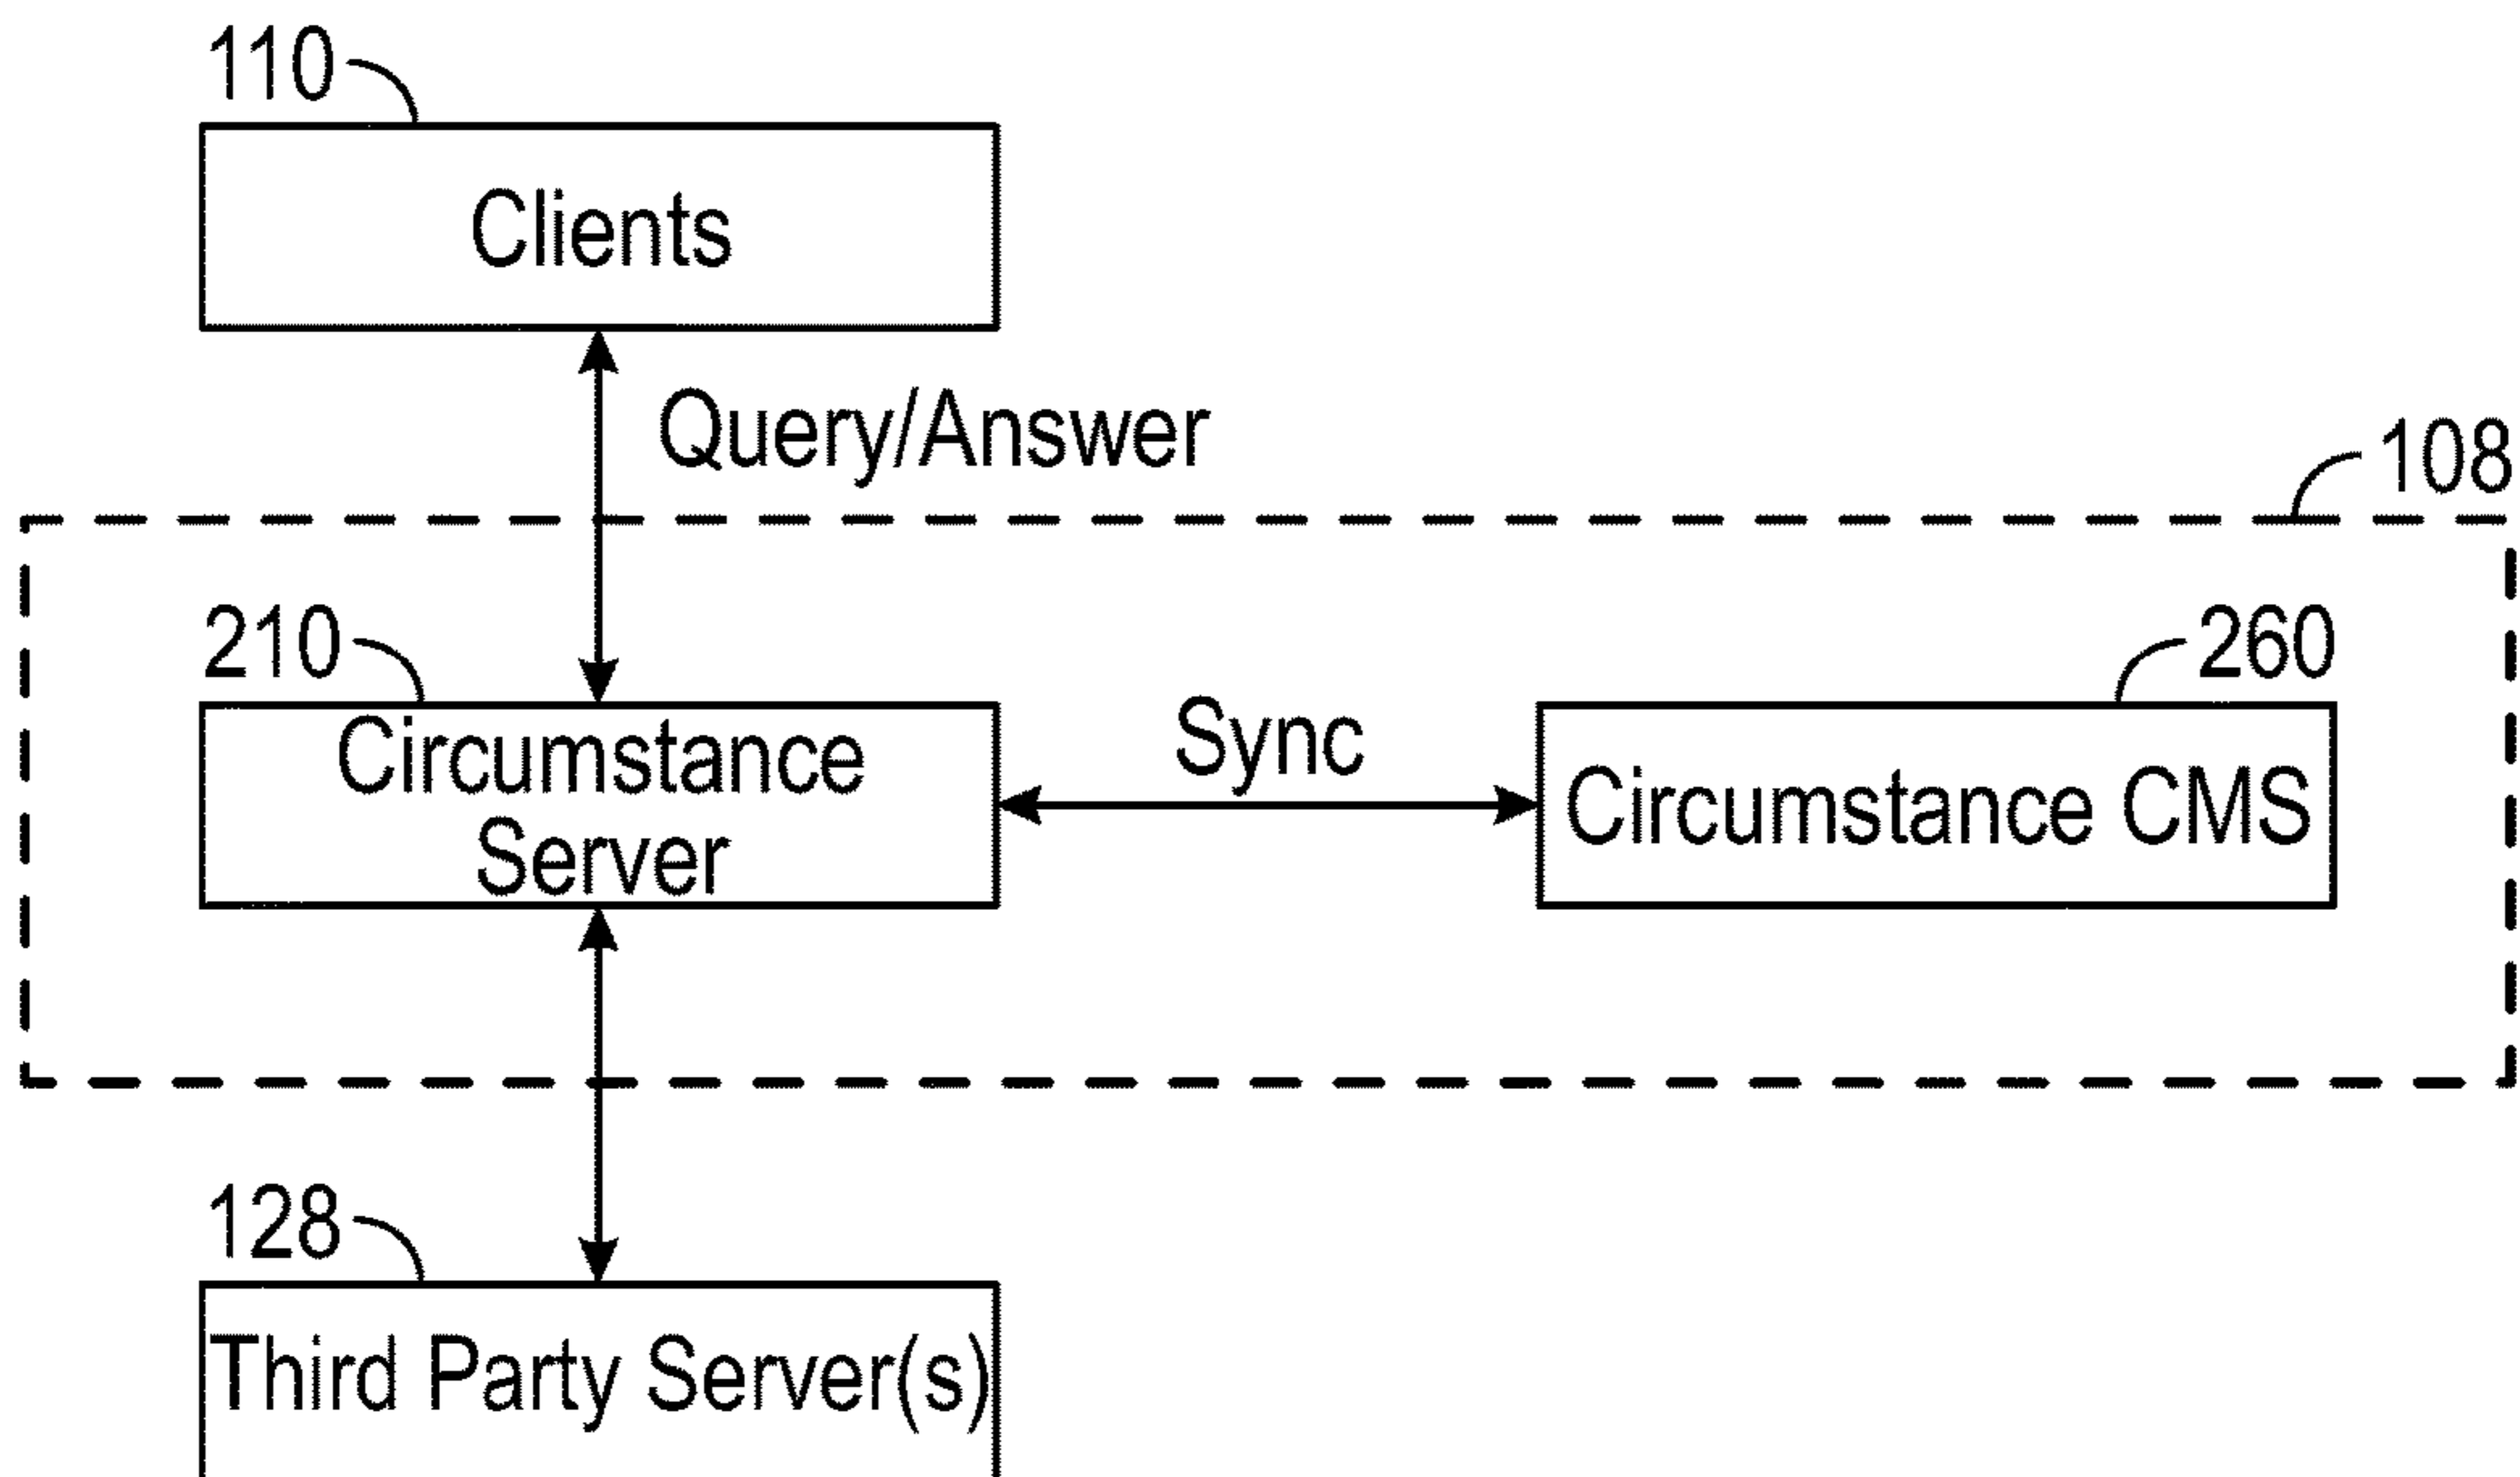 110
Clients
Query/Answer
108
210
260
Circumstance
Server
Sync
Circumstance CMS
128
Third Party Server(s)